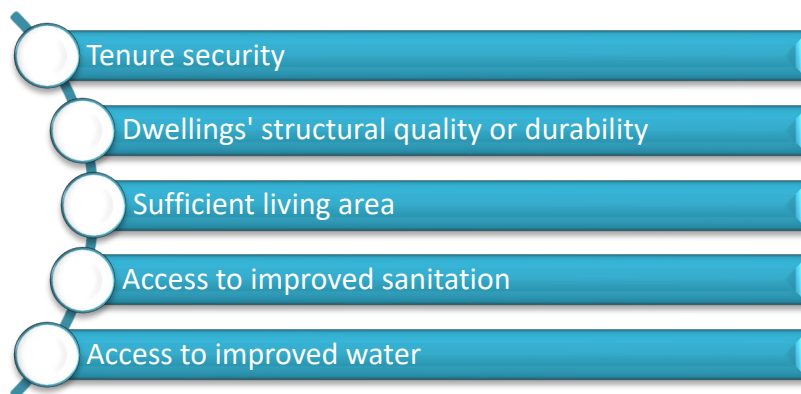 Tenure security
Dwellings' structural quality or durability
Sufficient living area
Access to improved sanitation
Access to improved water